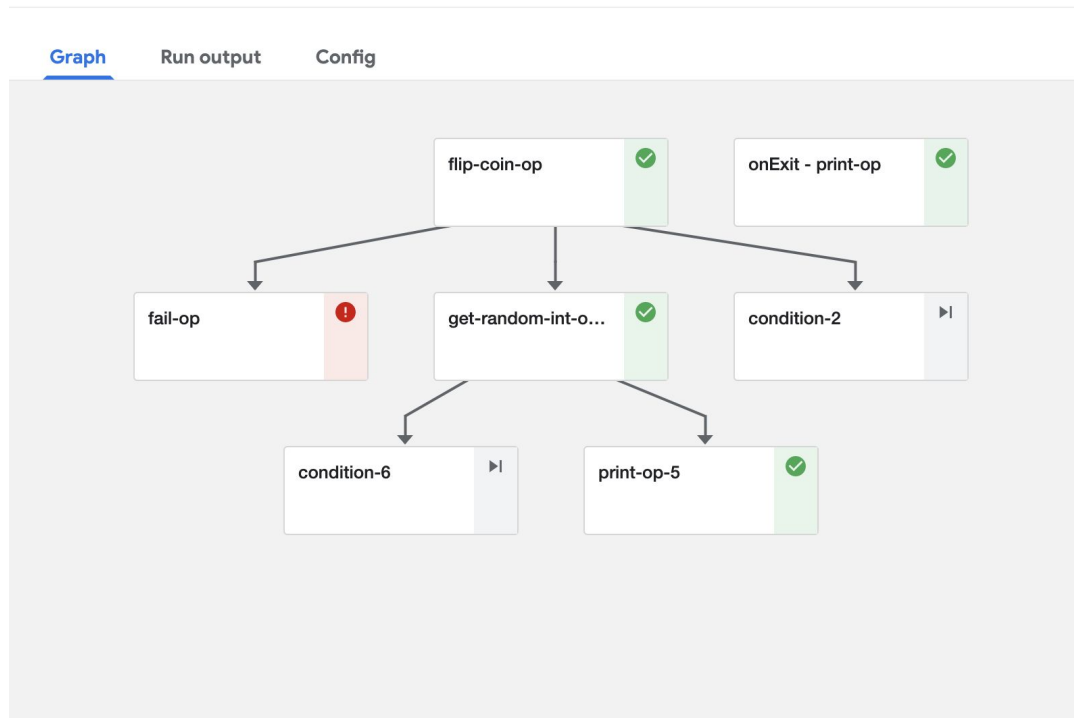 Graph Run output Config
flip-coin-op
onExit - print-op
fail-op
get-random-int-o...
condition-2
condition-6
print-op-5